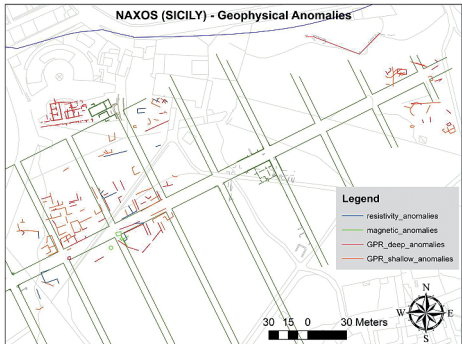 NAXOS (SICILY) - Geophysical Anomalies
Legend
resistivity_anomalies
magnetic_anomalies
GPR_deep_anomalies
GPR_shallow_anomalies
N
W E
S
30 15 0 30 Meters